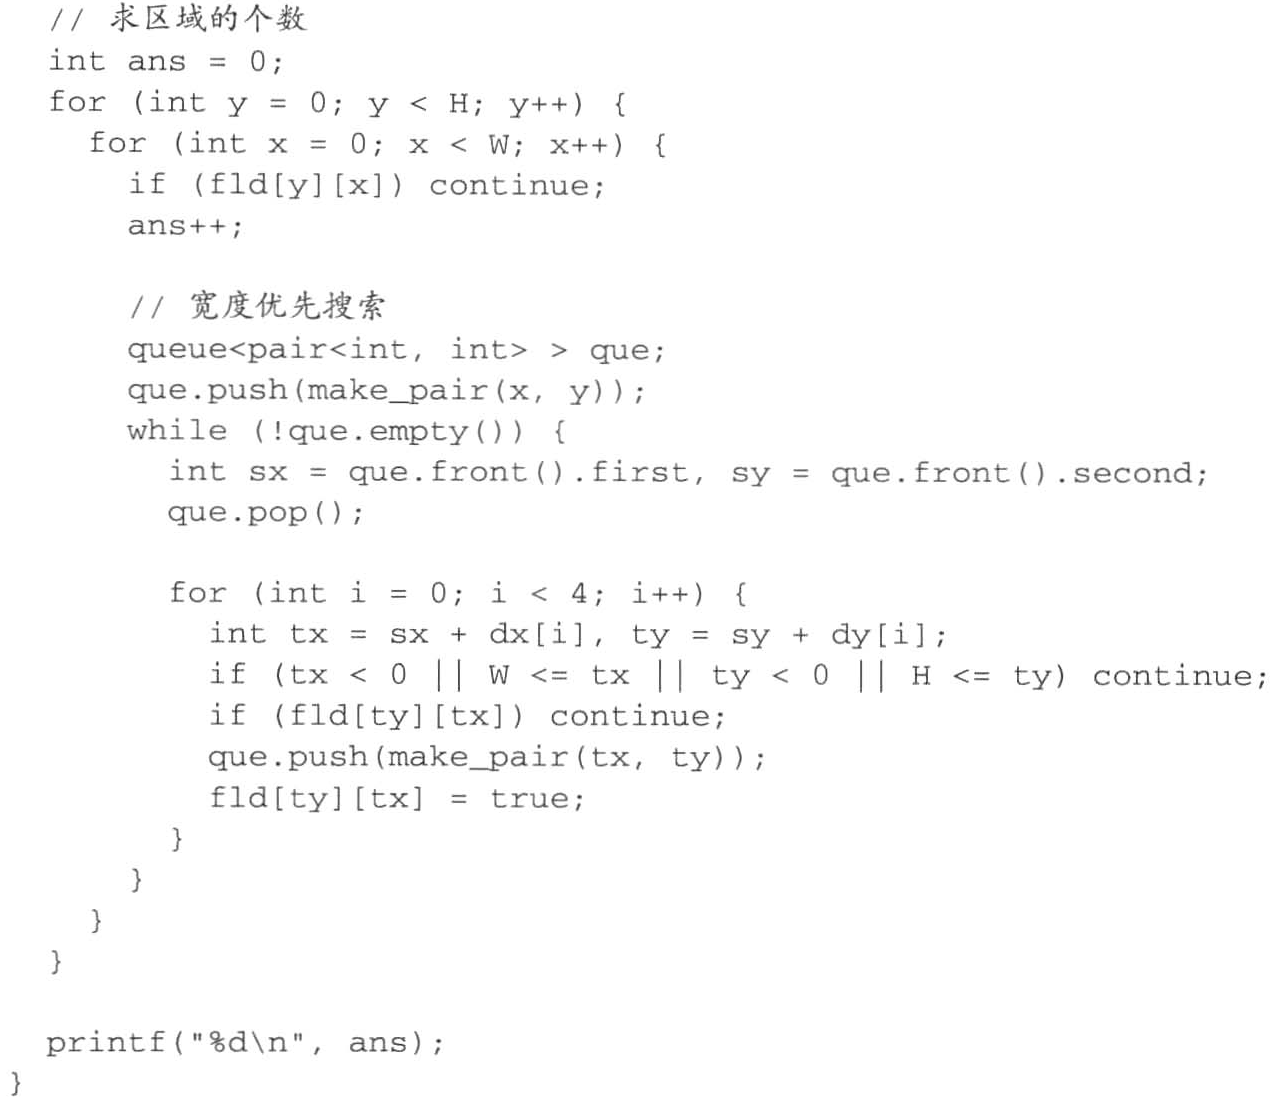 // 求区域的个数
int ans = 0;
for (int y = 0; y < H; y++) {
  for (int x = 0; x < W; x++) {
    if (fld[y][x]) continue;
    ans++;

    // 宽度优先搜索
    queue<pair<int, int> > que;
    que.push(make_pair(x, y));
    while (!que.empty()) {
      int sx = que.front().first, sy = que.front().second;
      que.pop();

      for (int i = 0; i < 4; i++) {
        int tx = sx + dx[i], ty = sy + dy[i];
        if (tx < 0 || W <= tx || ty < 0 || H <= ty) continue;
        if (fld[ty][tx]) continue;
        que.push(make_pair(tx, ty));
        fld[ty][tx] = true;
      }
    }
  }
}

printf("%d\n", ans);
}